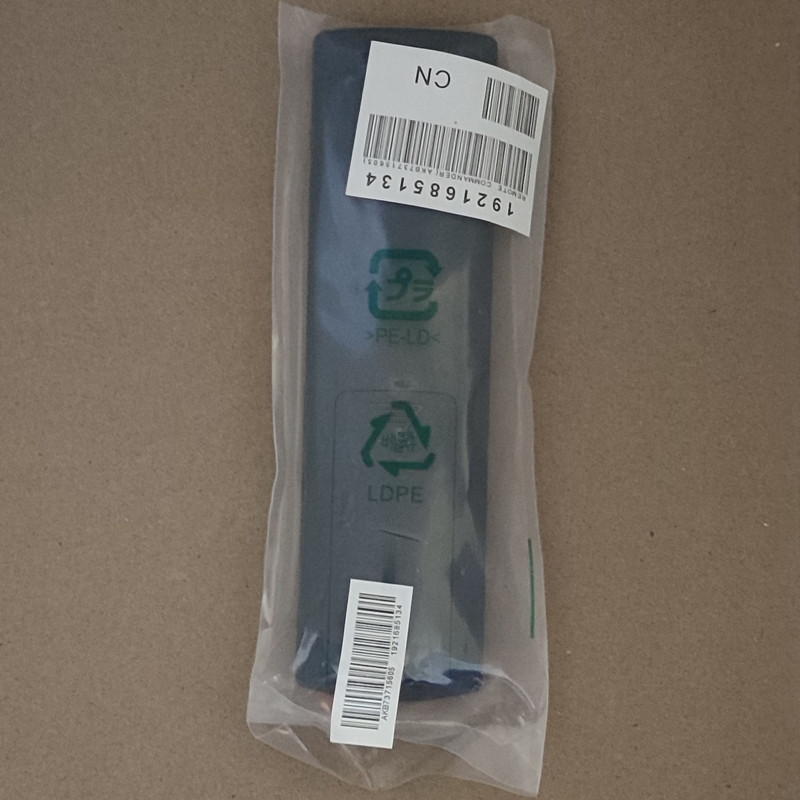 CN
REMOTE COMMANDER(AKB73715605)
1921685134
プラ
>PE-LD<
LDPE
AKB73715605 1921685134